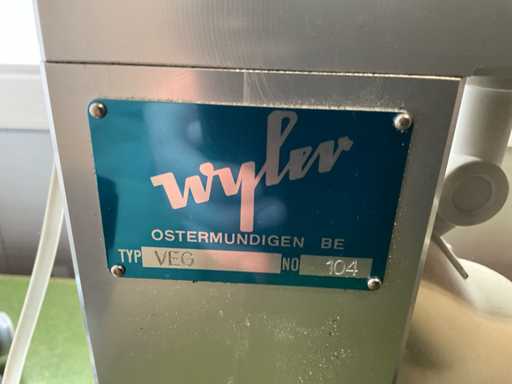 wyler
OSTERMUNDIGEN BE
TYP VEG NO 104